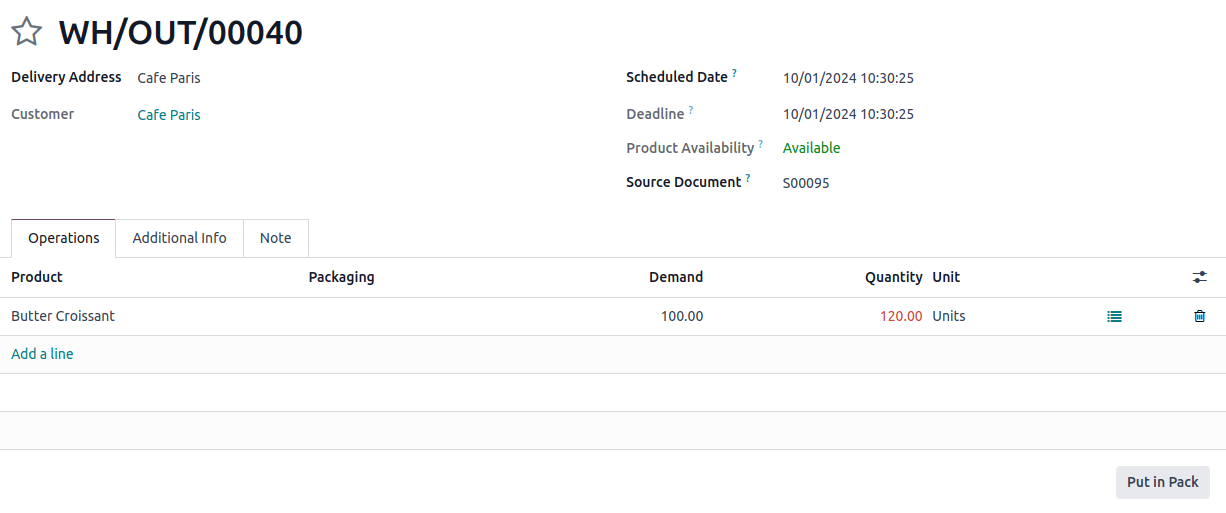 WH/OUT/00040
Delivery Address Cafe Paris
Scheduled Date ? 10/01/2024 10:30:25
Customer Cafe Paris
Deadline ? 10/01/2024 10:30:25
Product Availability ? Available
Source Document ? S00095
Operations Additional Info Note
Product Packaging Demand Quantity Unit
Butter Croissant 100.00 120.00 Units
Add a line
Put in Pack